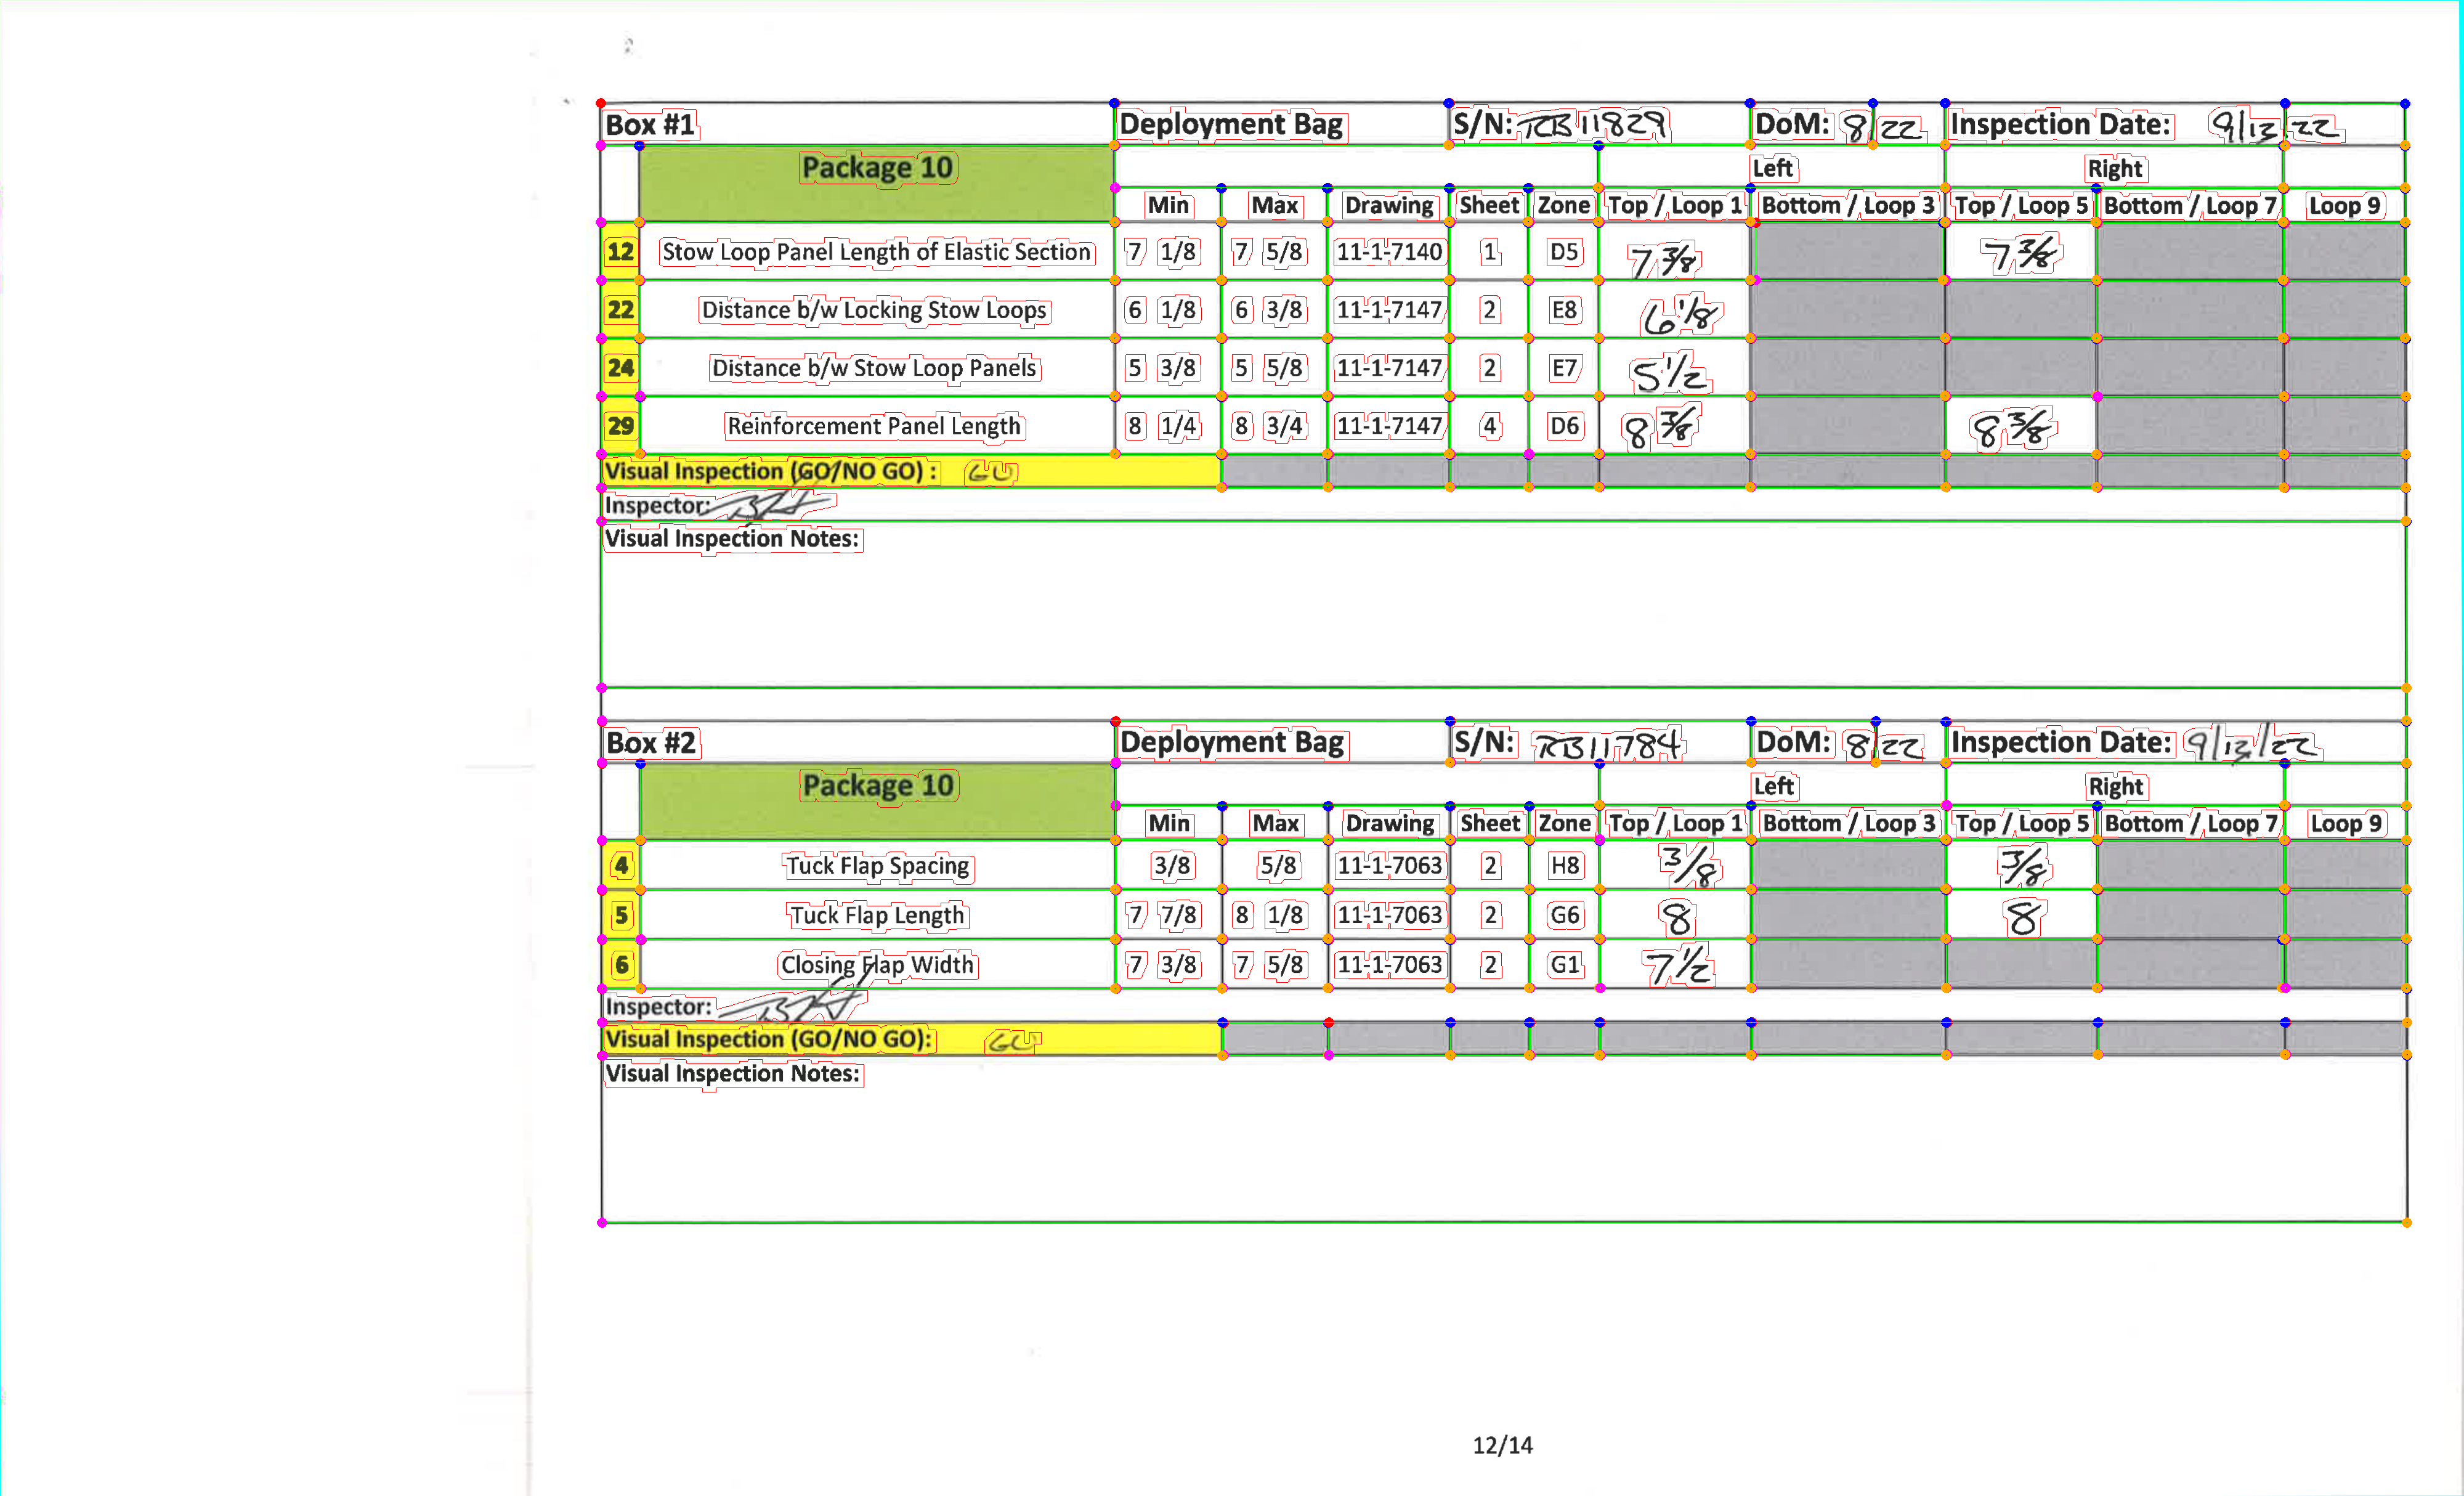 Box #1 Deployment Bag S/N: RB11829 DoM: 8/22 Inspection Date: 9/13/22
Package 10 Left Right
Min Max Drawing Sheet Zone Top / Loop 1 Bottom / Loop 3 Top / Loop 5 Bottom / Loop 7 Loop 9
12 Stow Loop Panel Length of Elastic Section 7 1/8 7 5/8 11-1-7140 1 D5 7 3/8 7 3/8
22 Distance b/w Locking Stow Loops 6 1/8 6 3/8 11-1-7147 2 E8 6 1/8
24 Distance b/w Stow Loop Panels 5 3/8 5 5/8 11-1-7147 2 E7 5 1/2
29 Reinforcement Panel Length 8 1/4 8 3/4 11-1-7147 4 D6 8 3/8 8 3/8
Visual Inspection (GO/NO GO) : GO
Inspector:
Visual Inspection Notes:
Box #2 Deployment Bag S/N: RB11784 DoM: 8/22 Inspection Date: 9/13/22
Package 10 Left Right
Min Max Drawing Sheet Zone Top / Loop 1 Bottom / Loop 3 Top / Loop 5 Bottom / Loop 7 Loop 9
4 Tuck Flap Spacing 3/8 5/8 11-1-7063 2 H8 3/8 3/8
5 Tuck Flap Length 7 7/8 8 1/8 11-1-7063 2 G6 8 8
6 Closing Flap Width 7 3/8 7 5/8 11-1-7063 2 G1 7 1/2
Inspector:
Visual Inspection (GO/NO GO): GO
Visual Inspection Notes:
12/14